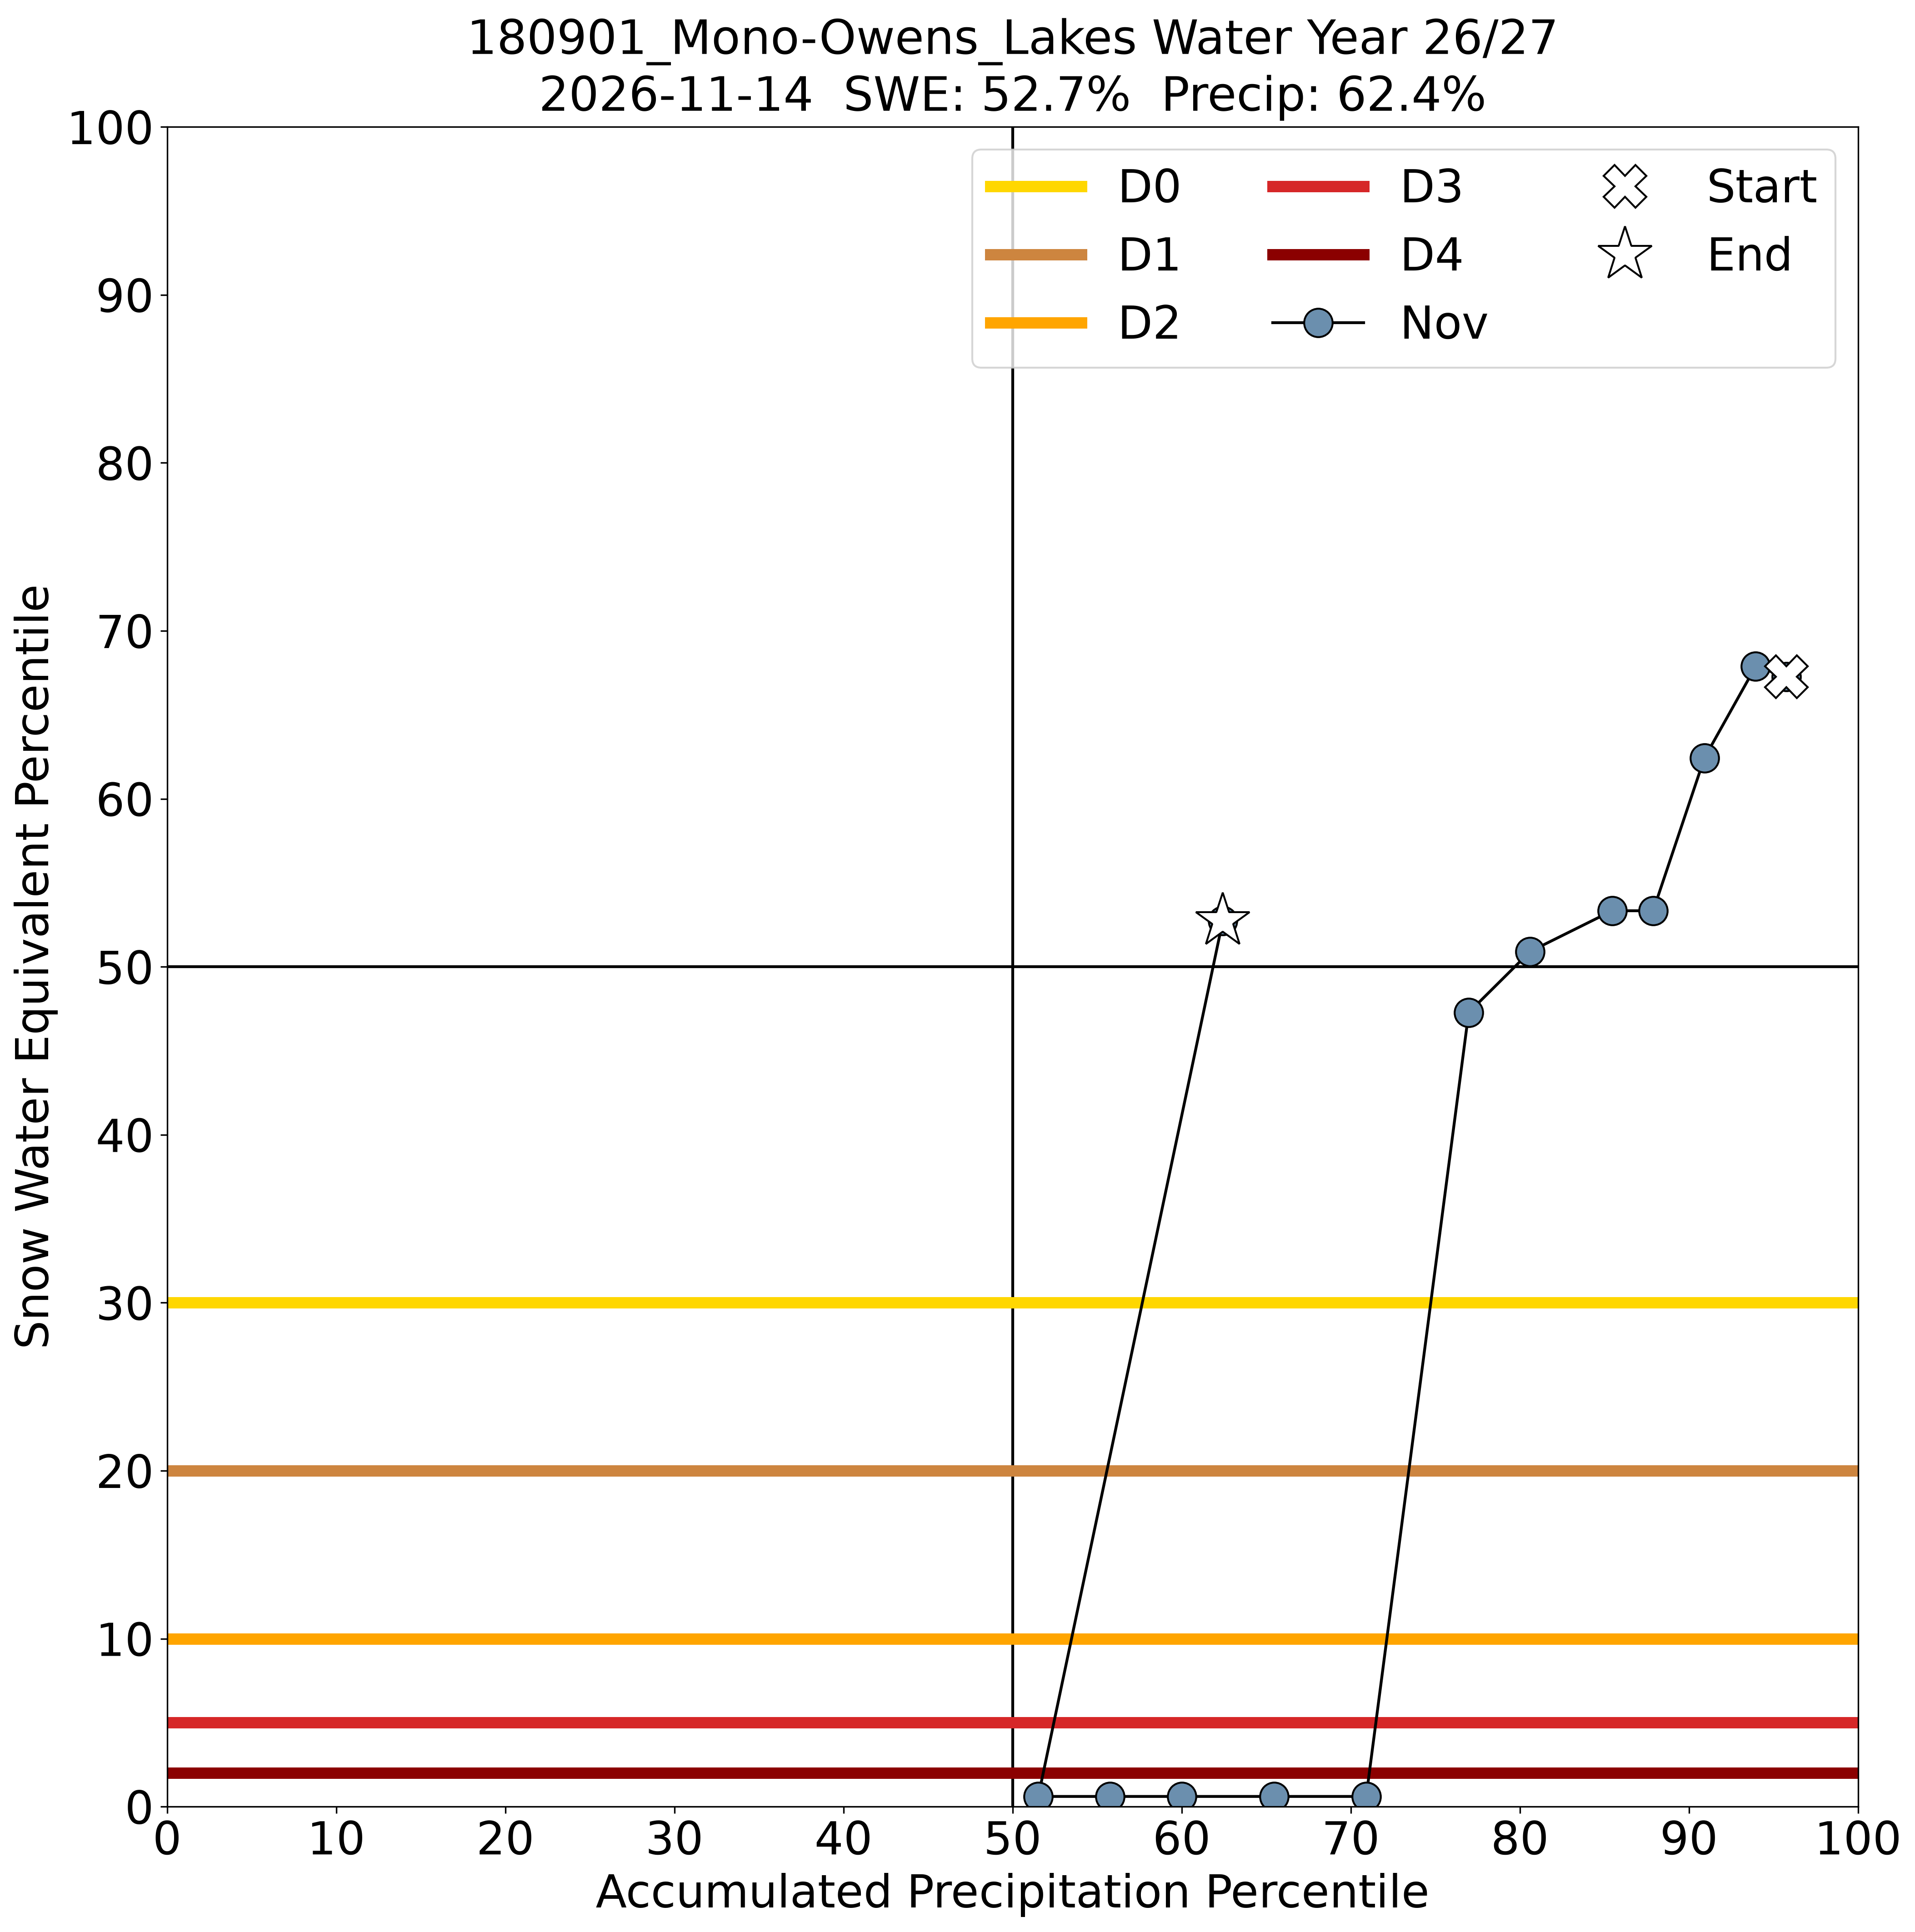 180901_Mono-Owens_Lakes Water Year 26/27
2026-11-14 SWE: 52.7% Precip: 62.4%
100
90
80
70
60
50
40
30
20
10
0
Snow Water Equivalent Percentile
D0
D1
D2
D3
D4
Nov
Start
End
0 10 20 30 40 50 60 70 80 90 100
Accumulated Precipitation Percentile